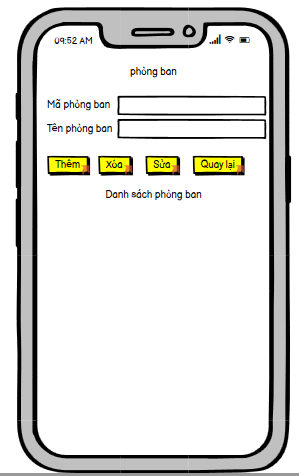 09:52 AM
phòng ban
Mã phòng ban
Tên phòng ban
Thêm Xóa Sửa Quay lại
Danh sách phòng ban